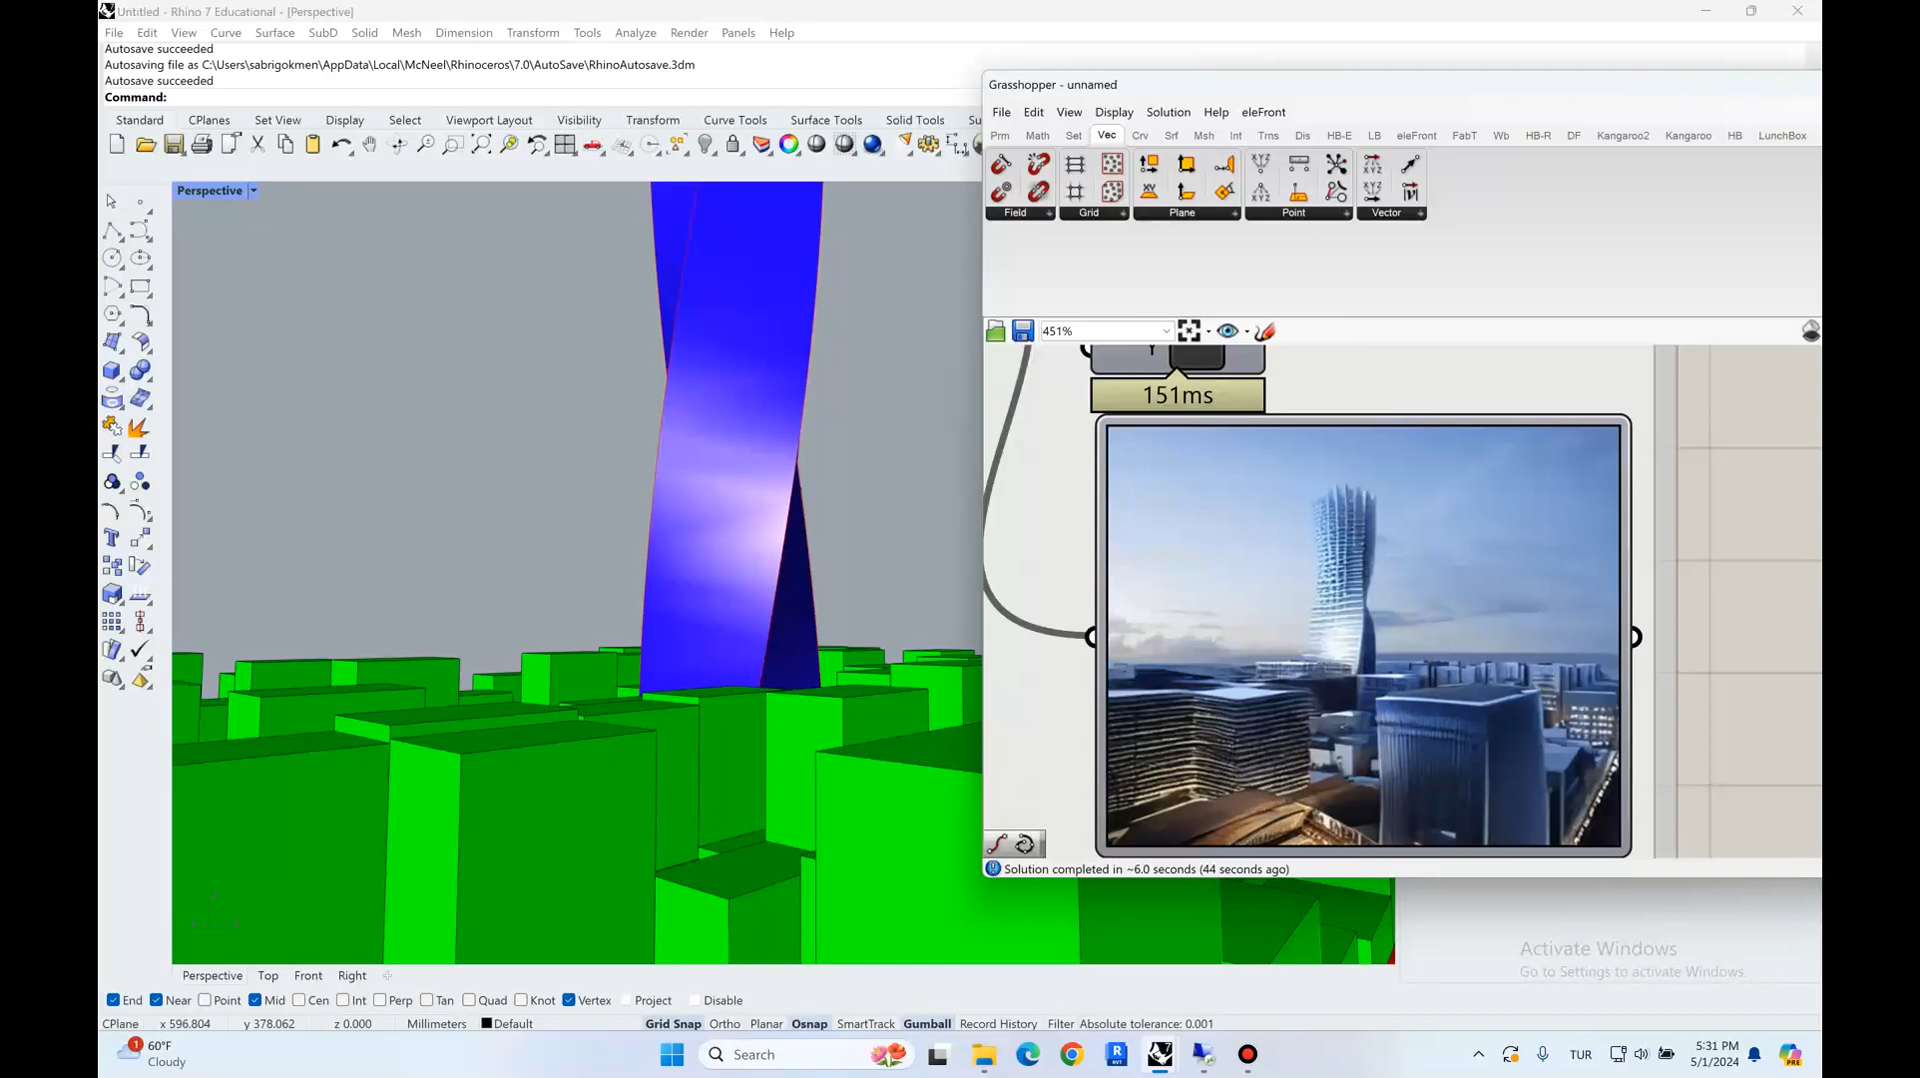 Untitled - Rhino 7 Educational - [Perspective]
File Edit View Curve Surface SubD Solid Mesh Dimension Transform Tools Analyze Render Panels Help
Autosave succeeded
Autosaving file as C:\Users\sabrigokmen\AppData\Local\McNeel\Rhinoceros\7.0\AutoSave\RhinoAutosave.3dm
Autosave succeeded
Command:
Standard CPlanes Set View Display Select Viewport Layout Visibility Transform Curve Tools Surface Tools Solid Tools Su
Perspective
Grasshopper - unnamed
File Edit View Display Solution Help eleFront
Prm Math Set Vec Crv Srf Msh Int Trns Dis HB-E LB eleFront FabT Wb HB-R DF Kangaroo2 Kangaroo HB LunchBox
Field Grid Plane Point Vector
451%
Y
151ms
Solution completed in ~6.0 seconds (44 seconds ago)
Activate Windows
Go to Settings to activate Windows.
Perspective Top Front Right
End Near Point Mid Cen Int Perp Tan Quad Knot Vertex Project Disable
CPlane x 596.804 y 378.062 z 0.000 Millimeters Default Grid Snap Ortho Planar Osnap SmartTrack Gumball Record History Filter Absolute tolerance: 0.001
1
60°F
Cloudy
Search
TUR
5:31 PM
5/1/2024